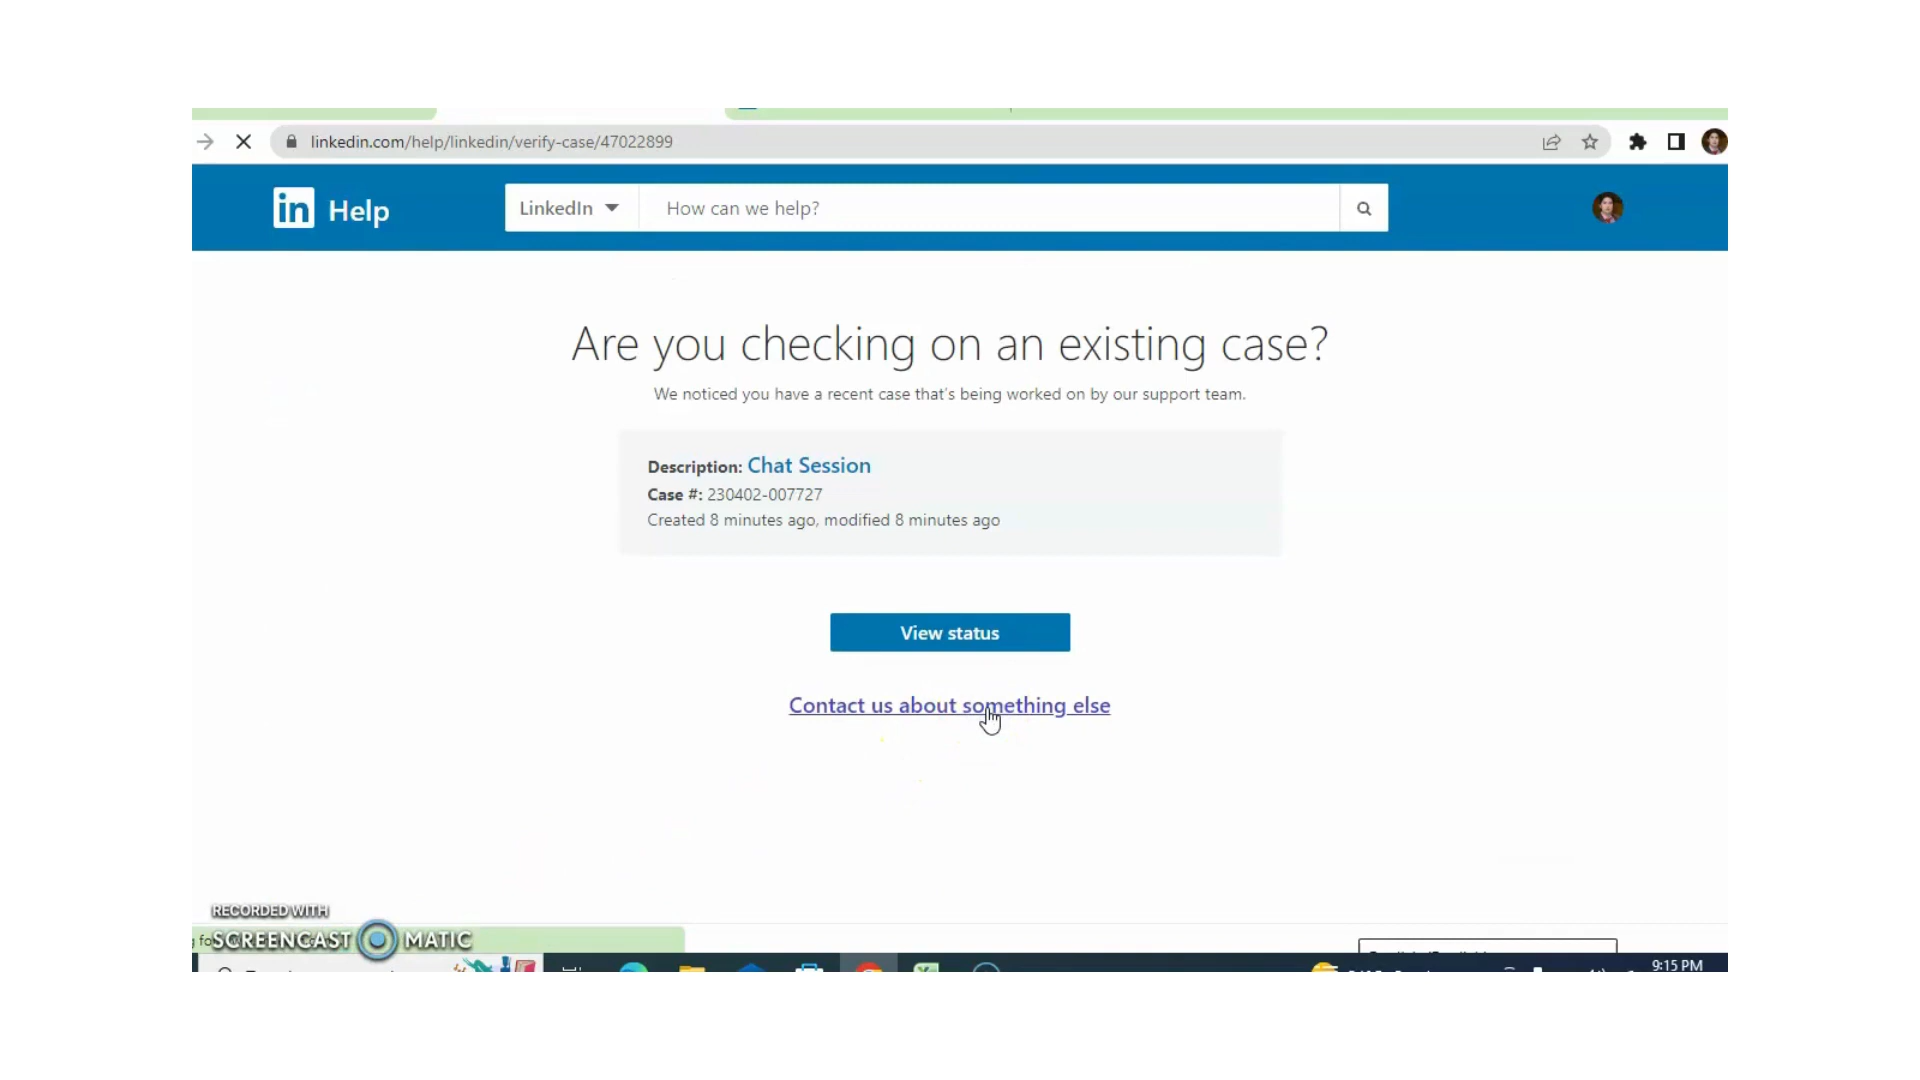 linkedin.com/help/linkedin/verify-case/47022899
in Help
LinkedIn
How can we help?
Are you checking on an existing case?
We noticed you have a recent case that's being worked on by our support team.
Description: Chat Session
Case #: 230402-007727
Created 8 minutes ago, modified 8 minutes ago
View status
Contact us about something else
RECORDED WITH
SCREENCAST MATIC
9:15 PM